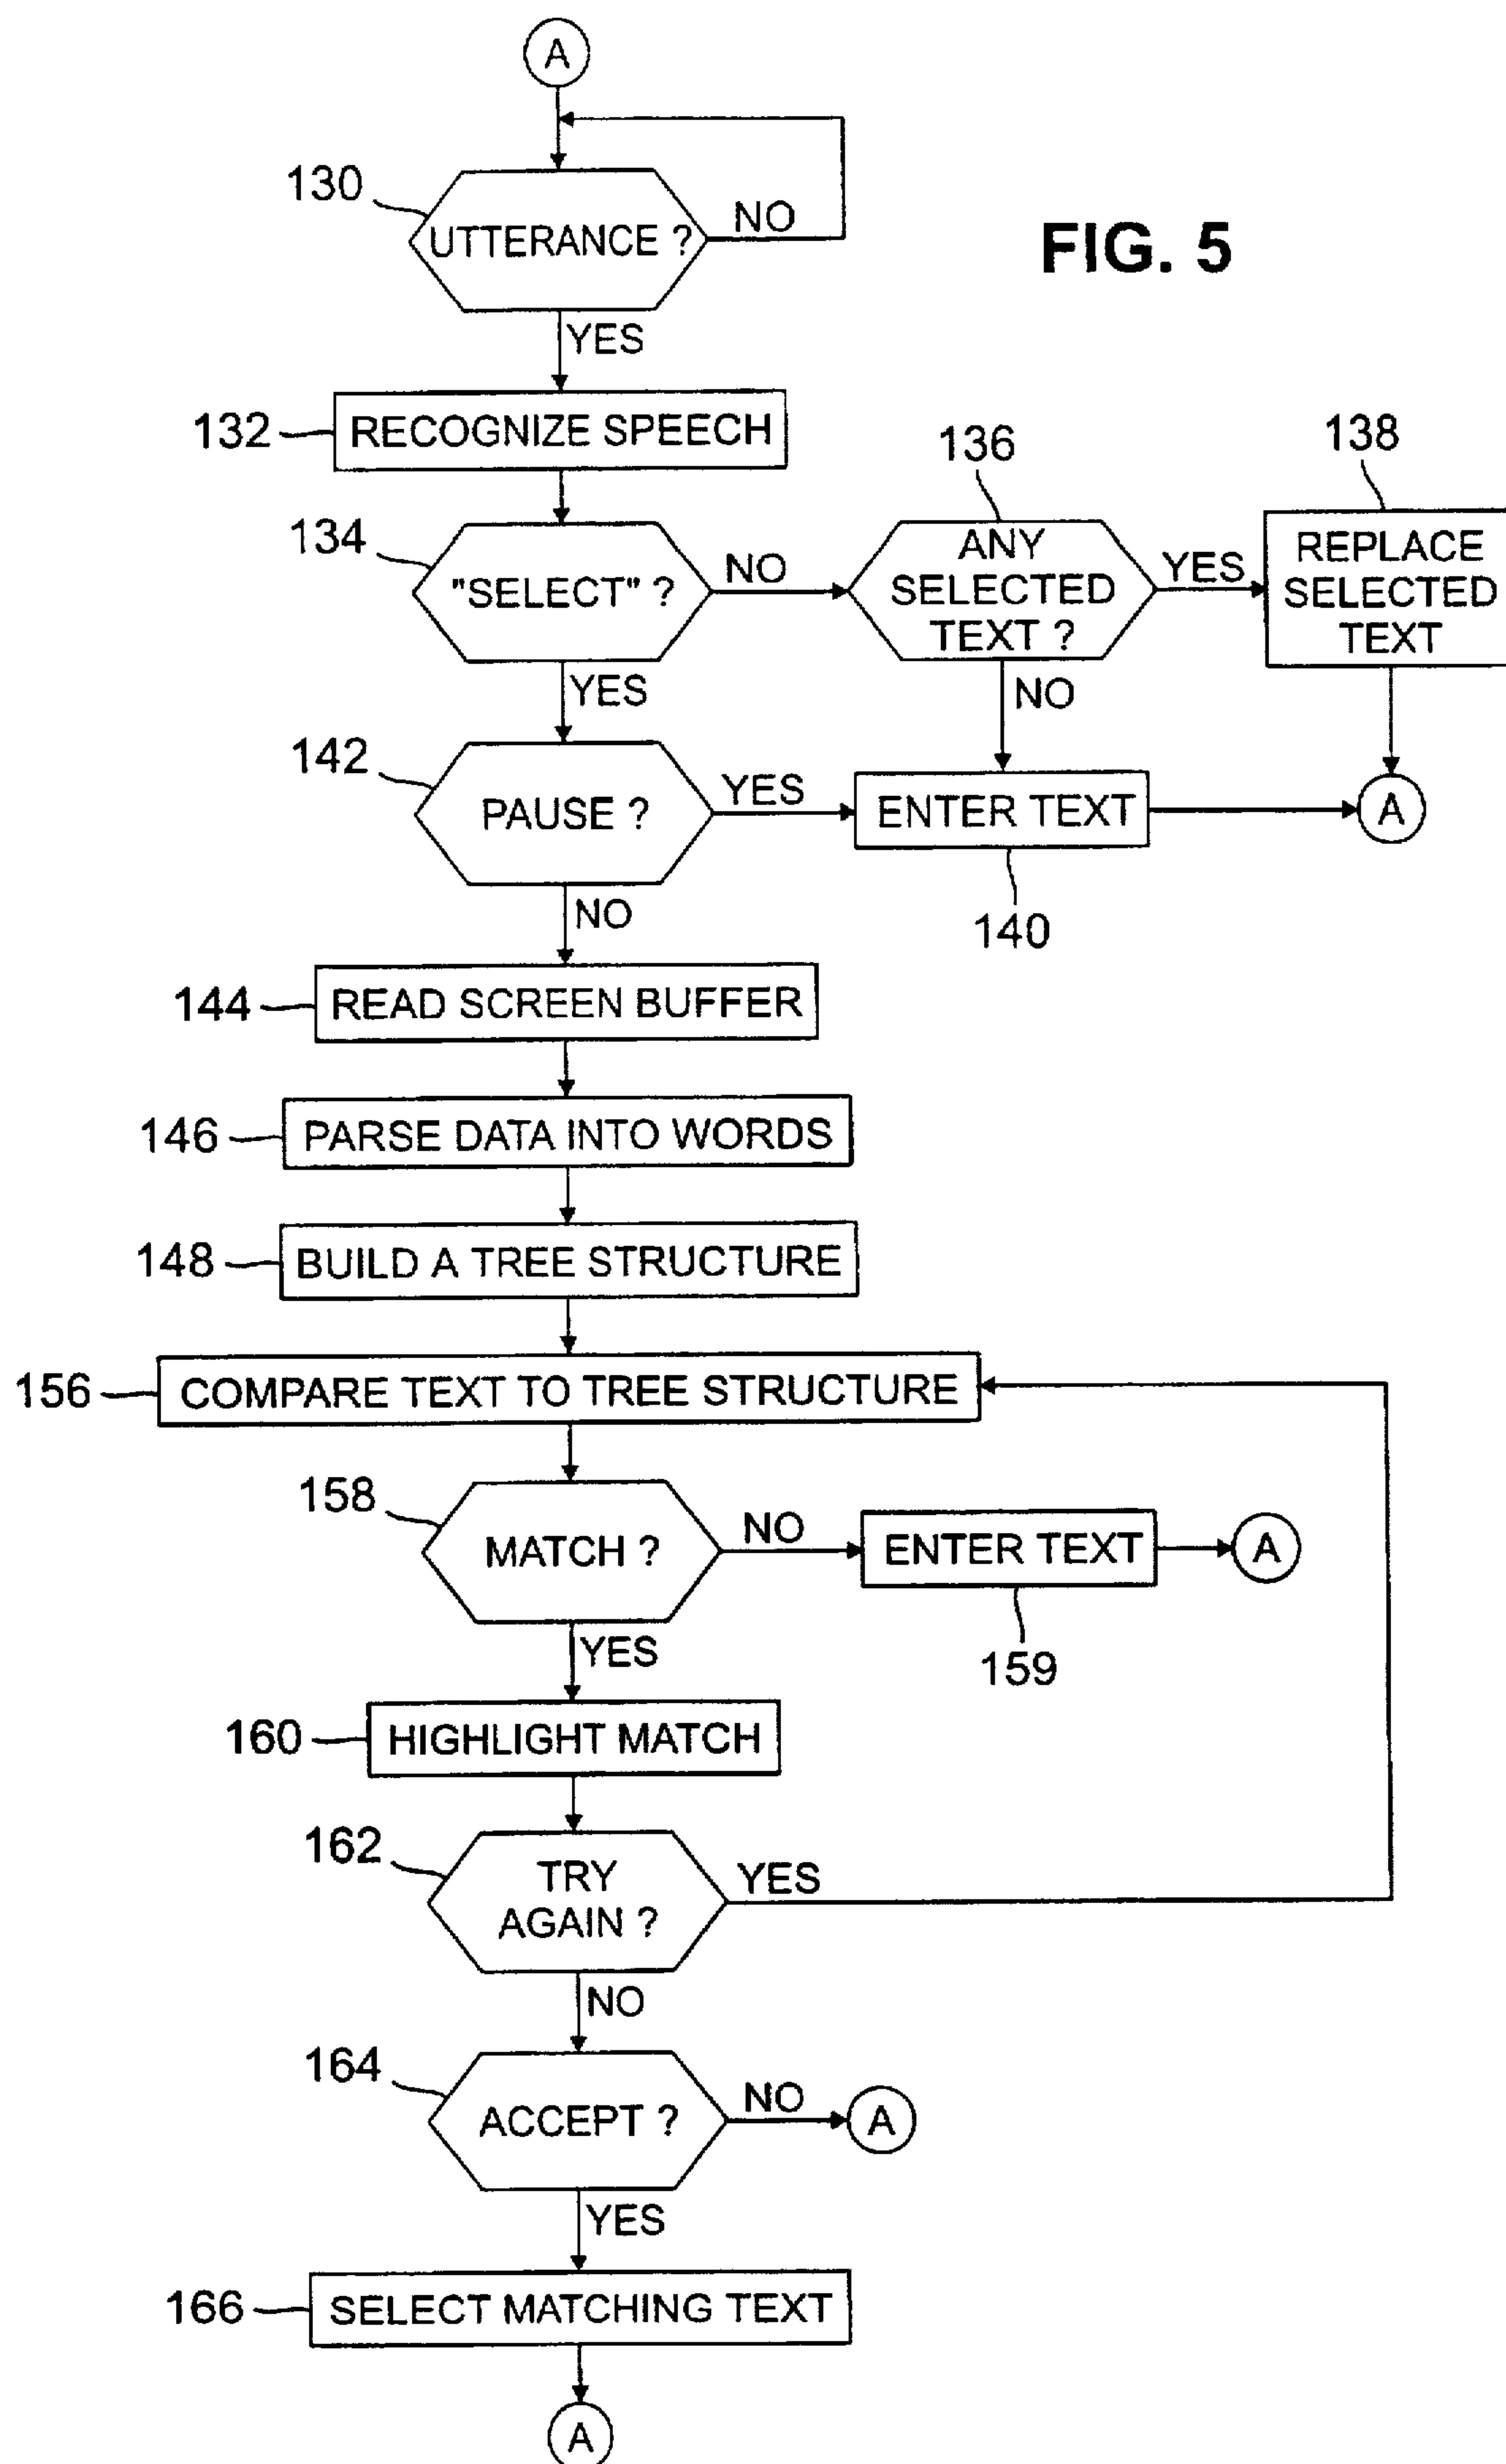 A
130
UTTERANCE ?
NO
FIG. 5
YES
132
RECOGNIZE SPEECH
134
"SELECT" ?
NO
136
ANY
SELECTED
TEXT ?
YES
138
REPLACE
SELECTED
TEXT
YES
NO
142
PAUSE ?
YES
ENTER TEXT
A
140
NO
144
READ SCREEN BUFFER
146
PARSE DATA INTO WORDS
148
BUILD A TREE STRUCTURE
156
COMPARE TEXT TO TREE STRUCTURE
158
MATCH ?
NO
ENTER TEXT
A
159
YES
160
HIGHLIGHT MATCH
162
TRY
AGAIN ?
YES
NO
164
ACCEPT ?
NO
A
YES
166
SELECT MATCHING TEXT
A